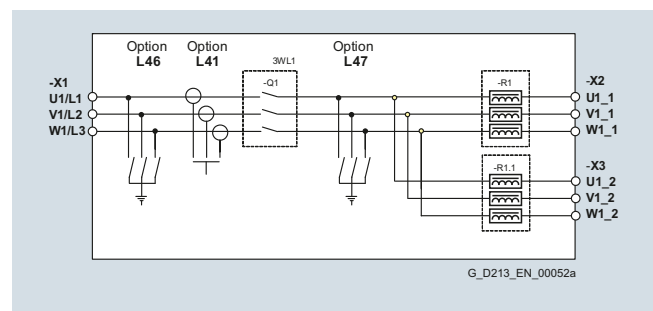 Option
L46
Option
L41
Option
L47
3WL1
-Q1
-X1
U1/L1
V1/L2
W1/L3
-R1
-X2
U1_1
V1_1
W1_1
-R1.1
-X3
U1_2
V1_2
W1_2
G_D213_EN_00052a